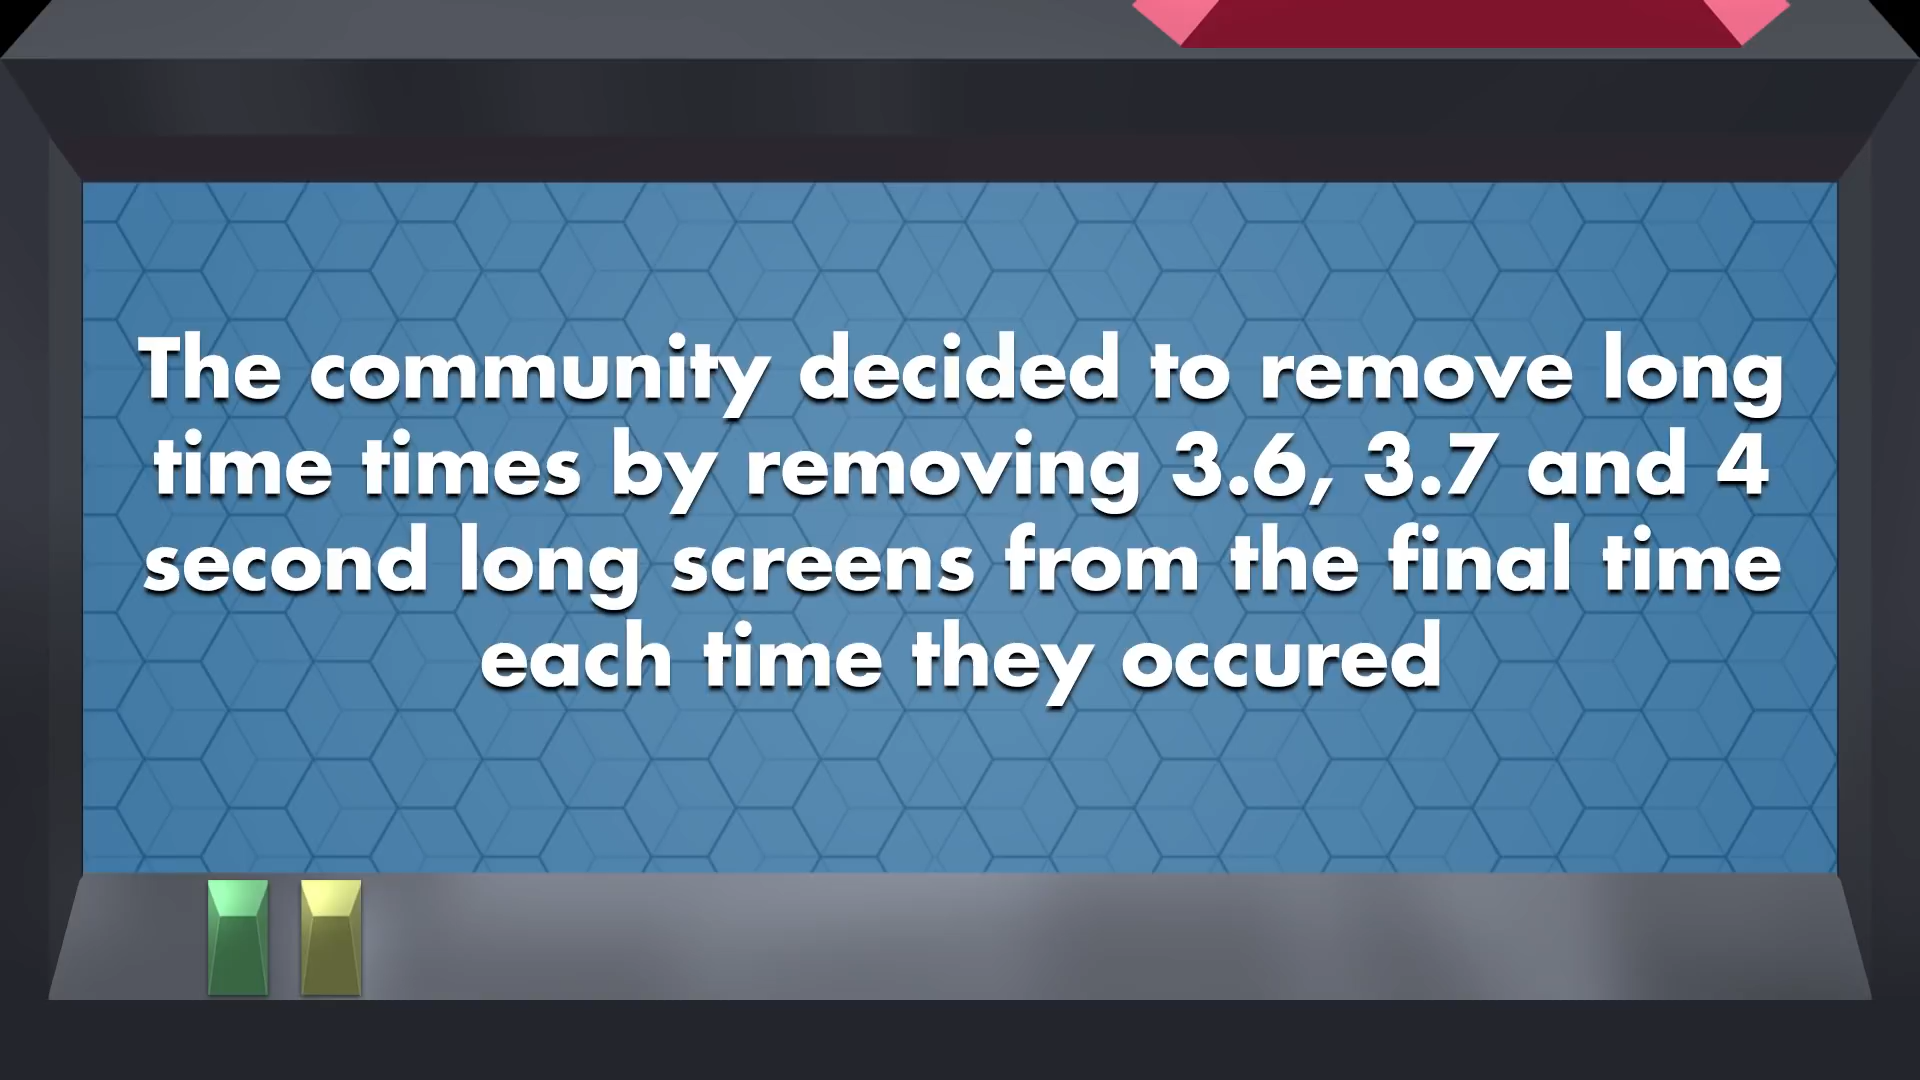 The community decided to remove long
time times by removing 3.6, 3.7 and 4
second long screens from the final time
each time they occured